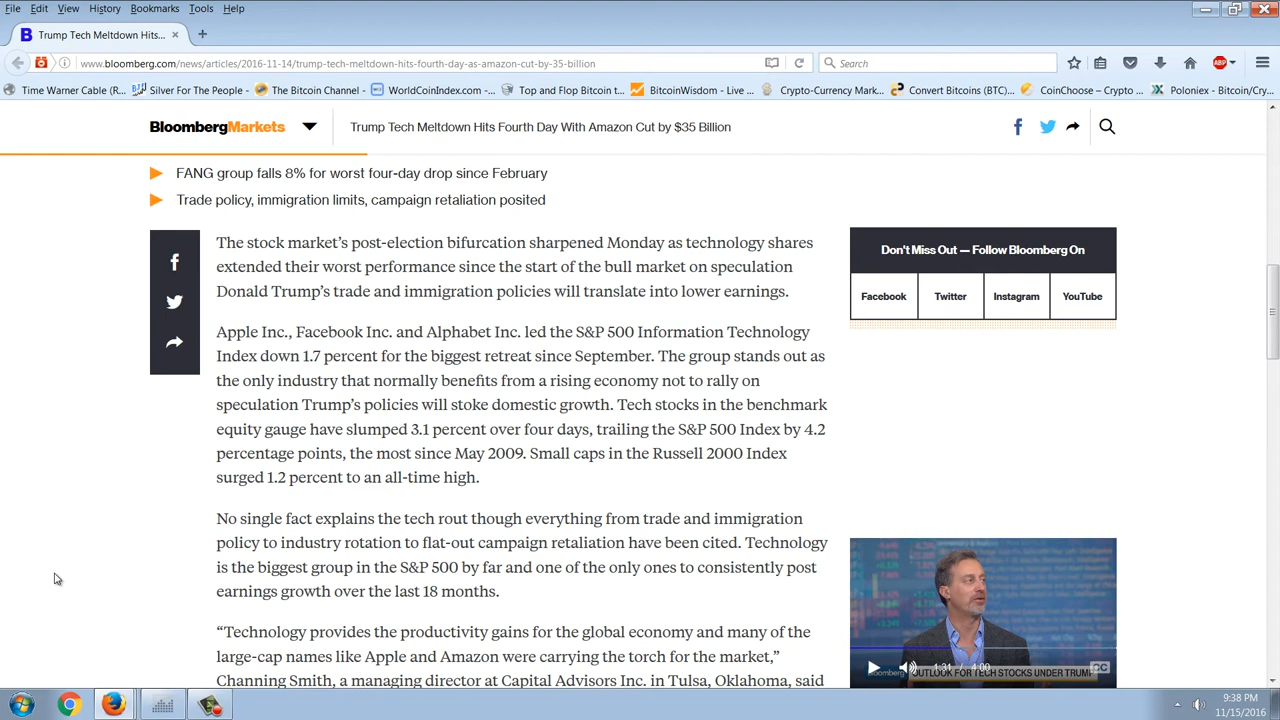 File Edit View History Bookmarks Tools Help
B Trump Tech Meltdown Hits...
www.bloomberg.com/news/articles/2016-11-14/trump-tech-meltdown-hits-fourth-day-as-amazon-cut-by-35-billion Search ABP
Time Warner Cable (R... Silver For The People - The Bitcoin Channel - WorldCoinIndex.com -... Top and Flop Bitcoin t... BitcoinWisdom - Live ... Crypto-Currency Mark... Convert Bitcoins (BTC)... CoinChoose – Crypto ... Poloniex - Bitcoin/Cry...
BloombergMarkets Trump Tech Meltdown Hits Fourth Day With Amazon Cut by $35 Billion
FANG group falls 8% for worst four-day drop since February
Trade policy, immigration limits, campaign retaliation posited
The stock market’s post-election bifurcation sharpened Monday as technology shares
extended their worst performance since the start of the bull market on speculation
Donald Trump’s trade and immigration policies will translate into lower earnings.
Apple Inc., Facebook Inc. and Alphabet Inc. led the S&P 500 Information Technology
Index down 1.7 percent for the biggest retreat since September. The group stands out as
the only industry that normally benefits from a rising economy not to rally on
speculation Trump’s policies will stoke domestic growth. Tech stocks in the benchmark
equity gauge have slumped 3.1 percent over four days, trailing the S&P 500 Index by 4.2
percentage points, the most since May 2009. Small caps in the Russell 2000 Index
surged 1.2 percent to an all-time high.
No single fact explains the tech rout though everything from trade and immigration
policy to industry rotation to flat-out campaign retaliation have been cited. Technology
is the biggest group in the S&P 500 by far and one of the only ones to consistently post
earnings growth over the last 18 months.
“Technology provides the productivity gains for the global economy and many of the
large-cap names like Apple and Amazon were carrying the torch for the market,”
Channing Smith, a managing director at Capital Advisors Inc. in Tulsa, Oklahoma, said
Don't Miss Out — Follow Bloomberg On
Facebook Twitter Instagram YouTube
1:31 / 4:00 CC
OUTLOOK FOR TECH STOCKS UNDER TRUMP
9:38 PM
11/15/2016